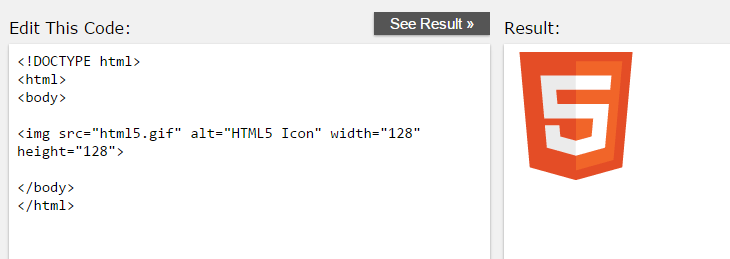 Edit This Code:
See Result »
Result:
<!DOCTYPE html>
<html>
<body>
<img src="html5.gif" alt="HTML5 Icon" width="128"
height="128">
</body>
</html>
5